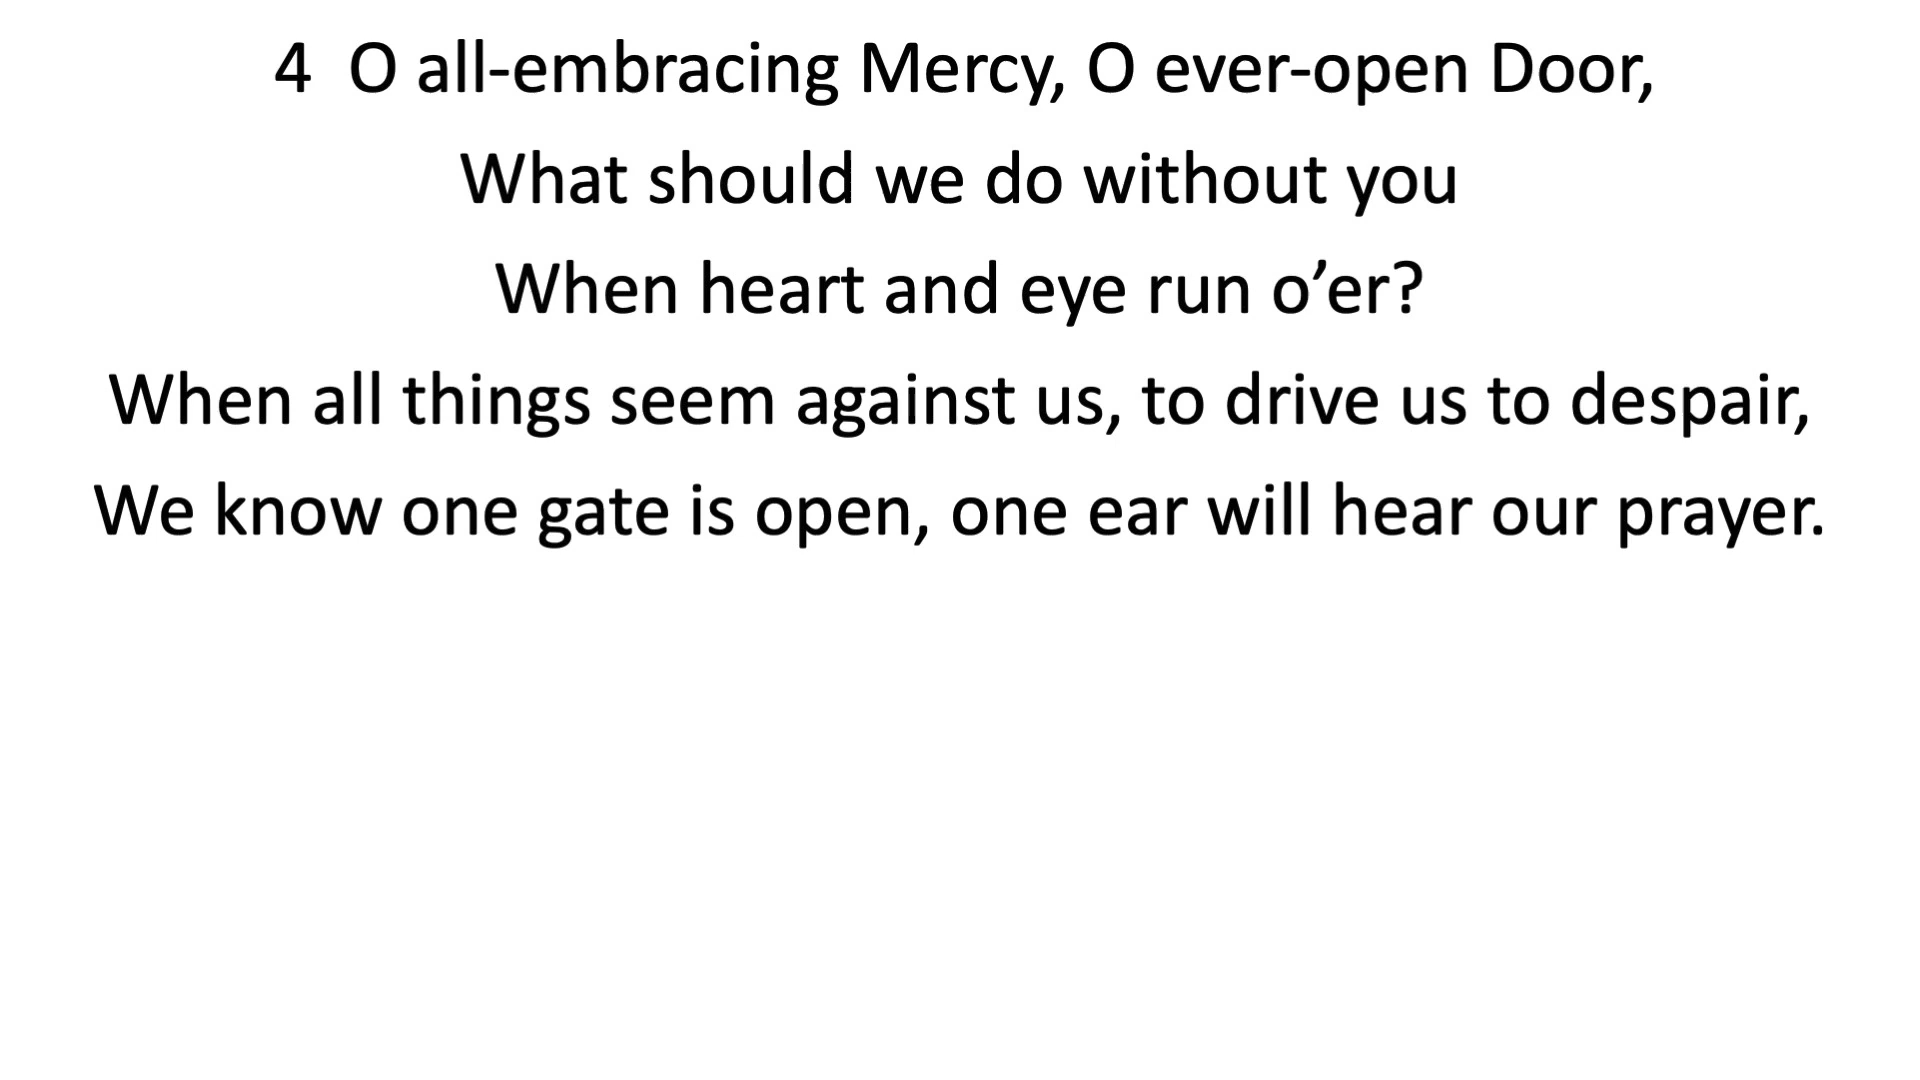 4  O all-embracing Mercy, O ever-open Door,
What should we do without you
When heart and eye run o’er?
When all things seem against us, to drive us to despair,
We know one gate is open, one ear will hear our prayer.